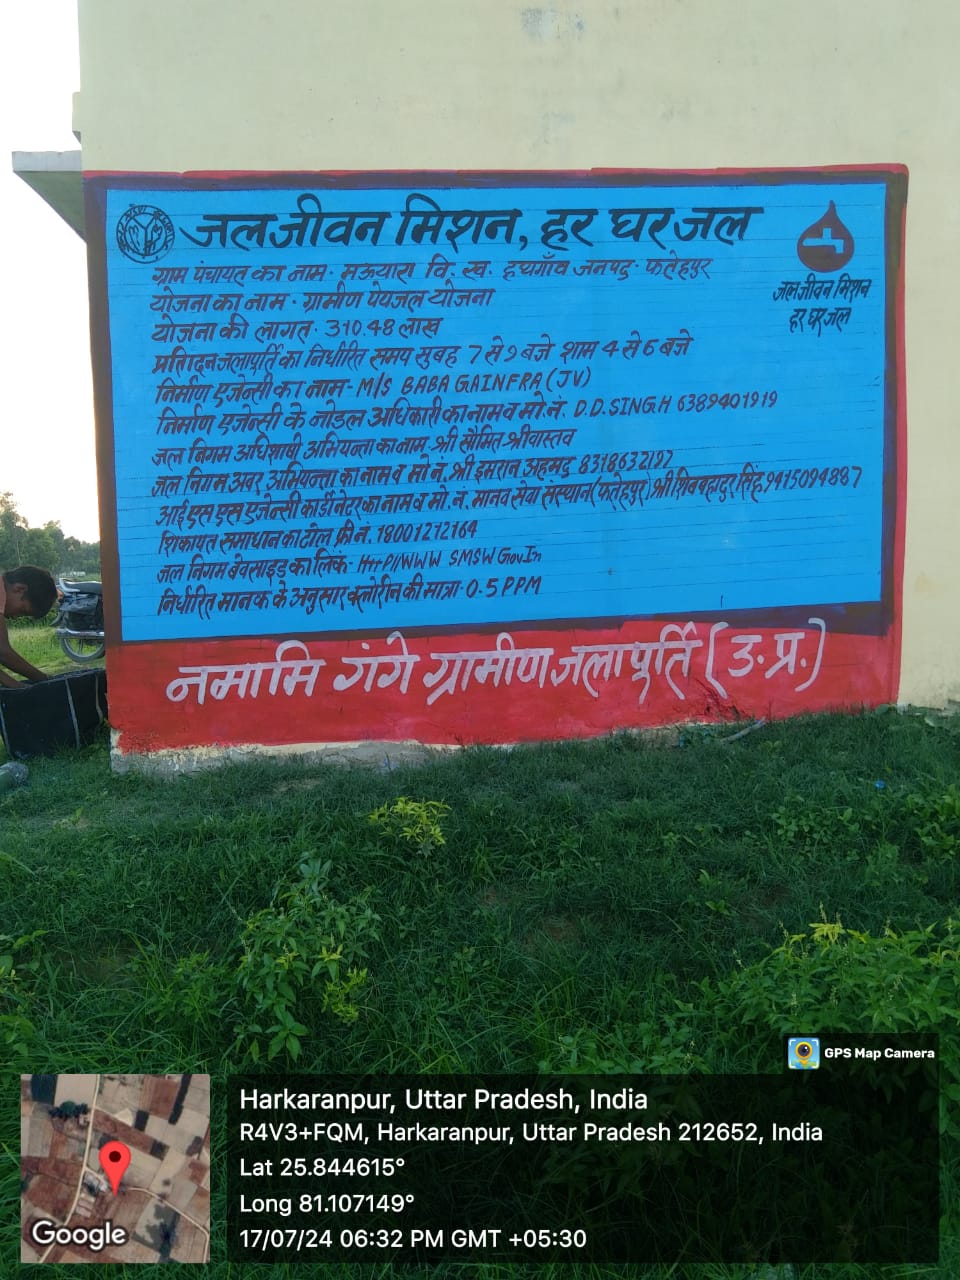 जल जीवन मिशन, हर घर जल
ग्राम पंचायत का नाम - मऊयारा वि. ख. हथगाँव जनपद - फतेहपुर
योजना का नाम - ग्रामीण पेयजल योजना
योजना की लागत - 310.48 लाख
प्रतिदिन जलापूर्ति का निर्धारित समय सुबह 7 से 9 बजे शाम 4 से 6 बजे
निर्माण एजेन्सी का नाम - M/S BABA GAINFRA (JV)
निर्माण एजेन्सी के नोडल अधिकारी का नाम व मो. नं. D.D. SINGH 6389401919
जल निगम अधिशाषी अभियन्ता का नाम - श्री सौमित श्रीवास्तव
जल निगम अवर अभियन्ता का नाम व मो नं. श्री इमरान अहमद 8318632197
आई एस एस एजेन्सी कार्डीनेटर का नाम व मो. नं. मानव सेवा संस्थान (फतेहपुर) श्री शिवबहादुर सिंह, 9415094887
शिकायत समाधान का टोल फ्री नं. 18001212164
जल निगम बेवसाइड का लिंक - HttP//WWW SMSW Gov In
निर्धारित मानक के अनुसार क्लोरीन की मात्रा - 0.5 PPM
जल जीवन मिशन
हर घर जल
नमामि गंगे ग्रामीण जलापूर्ति (उ. प्र.)
GPS Map Camera
Harkaranpur, Uttar Pradesh, India
R4V3+FQM, Harkaranpur, Uttar Pradesh 212652, India
Lat 25.844615°
Long 81.107149°
17/07/24 06:32 PM GMT +05:30
Google